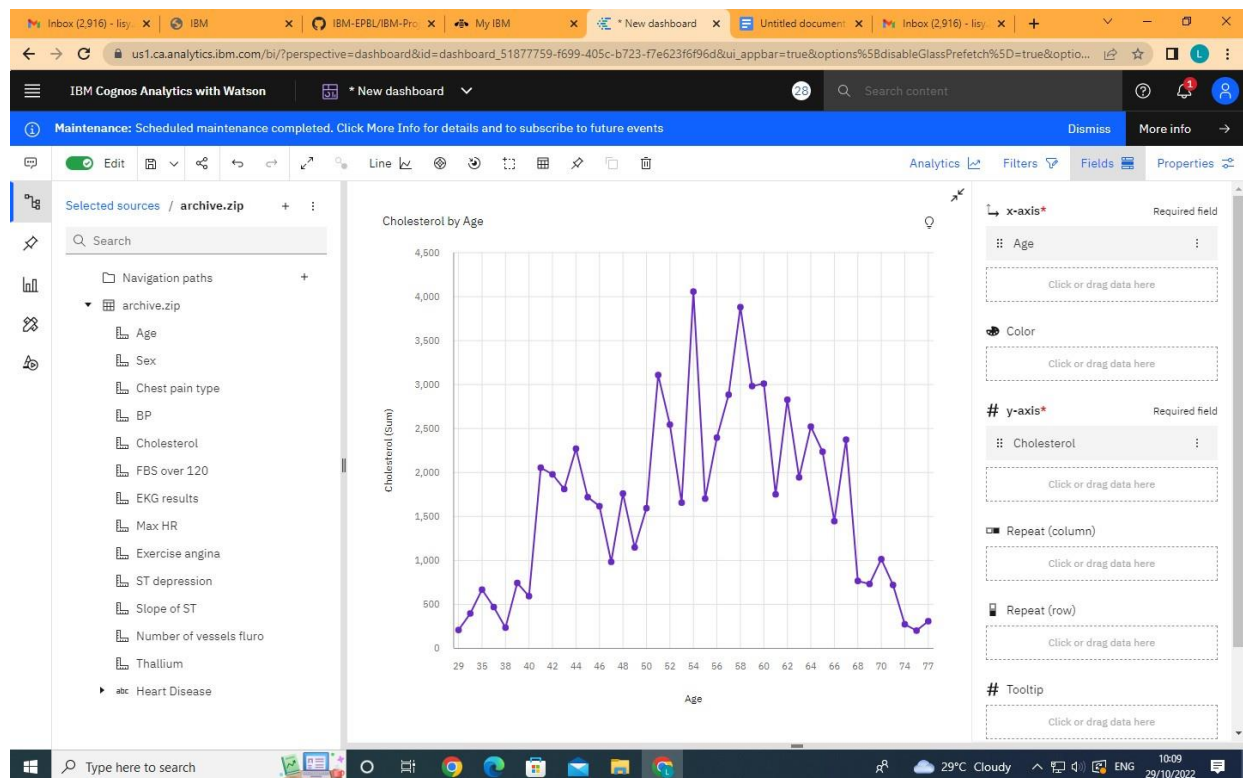 Inbox (2,916) - lisy.
IBM
IBM-EPBL/IBM-Pro
My IBM
* New dashboard
Untitled document
Inbox (2,916) - lisy
us1.ca.analytics.ibm.com/bi/?perspective=dashboard&id=dashboard_51877759-f699-405c-b723-f7e623f6f96d&ui_appbar=true&options%5BdisableGlassPrefetch%5D=true&optio...
L
IBM Cognos Analytics with Watson
* New dashboard
28
Search content
1
Maintenance: Scheduled maintenance completed. Click More Info for details and to subscribe to future events
Dismiss
More info
Edit
Line
Analytics
Filters
Fields
Properties
Selected sources / archive.zip
Search
Navigation paths
archive.zip
Age
Sex
Chest pain type
BP
Cholesterol
FBS over 120
EKG results
Max HR
Exercise angina
ST depression
Slope of ST
Number of vessels fluro
Thallium
abc Heart Disease
Cholesterol by Age
Cholesterol (Sum)
4,500
4,000
3,500
3,000
2,500
2,000
1,500
1,000
500
0
29 35 38 40 42 44 46 48 50 52 54 56 58 60 62 64 66 68 70 74 77
Age
x-axis* Required field
Age
Click or drag data here
Color
Click or drag data here
# y-axis* Required field
Cholesterol
Click or drag data here
Repeat (column)
Click or drag data here
Repeat (row)
Click or drag data here
# Tooltip
Click or drag data here
Type here to search
29°C Cloudy
ENG
10:09
29/10/2022